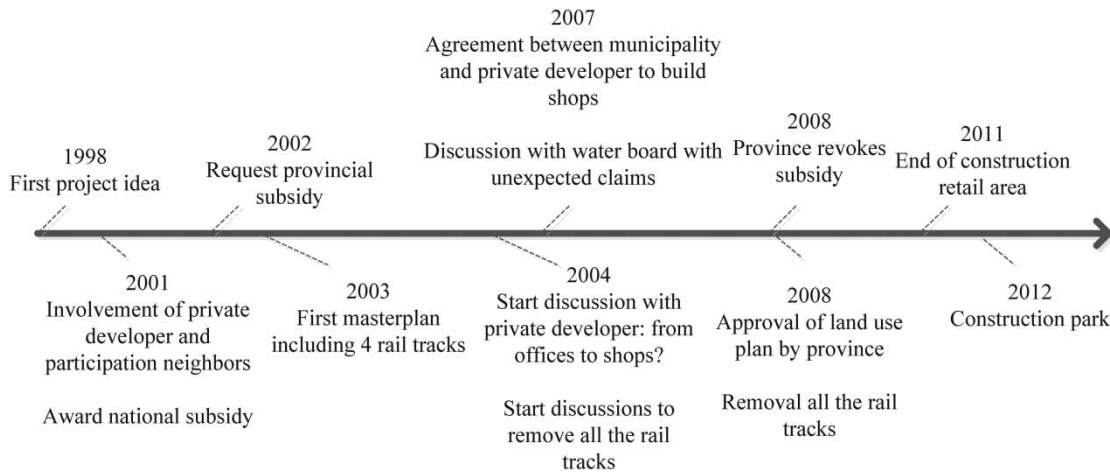 2007
Agreement between municipality
and private developer to build
shops
Discussion with water board with
unexpected claims
1998
First project idea
2002
Request provincial
subsidy
2008
Province revokes
subsidy
2011
End of construction
retail area
2001
Involvement of private
developer and
participation neighbors
Award national subsidy
2003
First masterplan
including 4 rail tracks
2004
Start discussion with
private developer: from
offices to shops?
Start discussions to
remove all the rail
tracks
2008
Approval of land use
plan by province
Removal all the rail
tracks
2012
Construction park